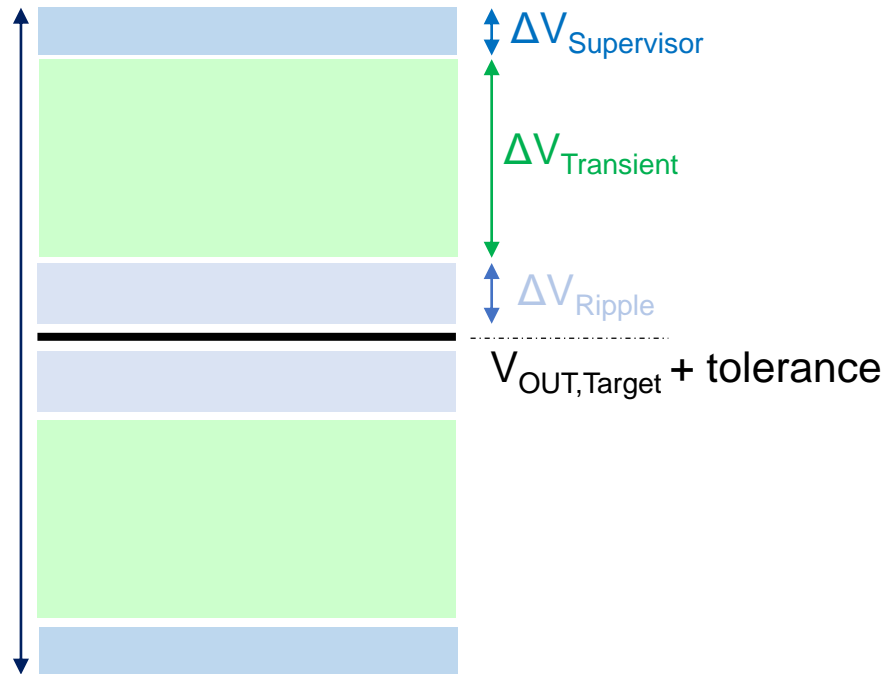 ΔVSupervisor
ΔVTransient
ΔVRipple
VOUT,Target + tolerance